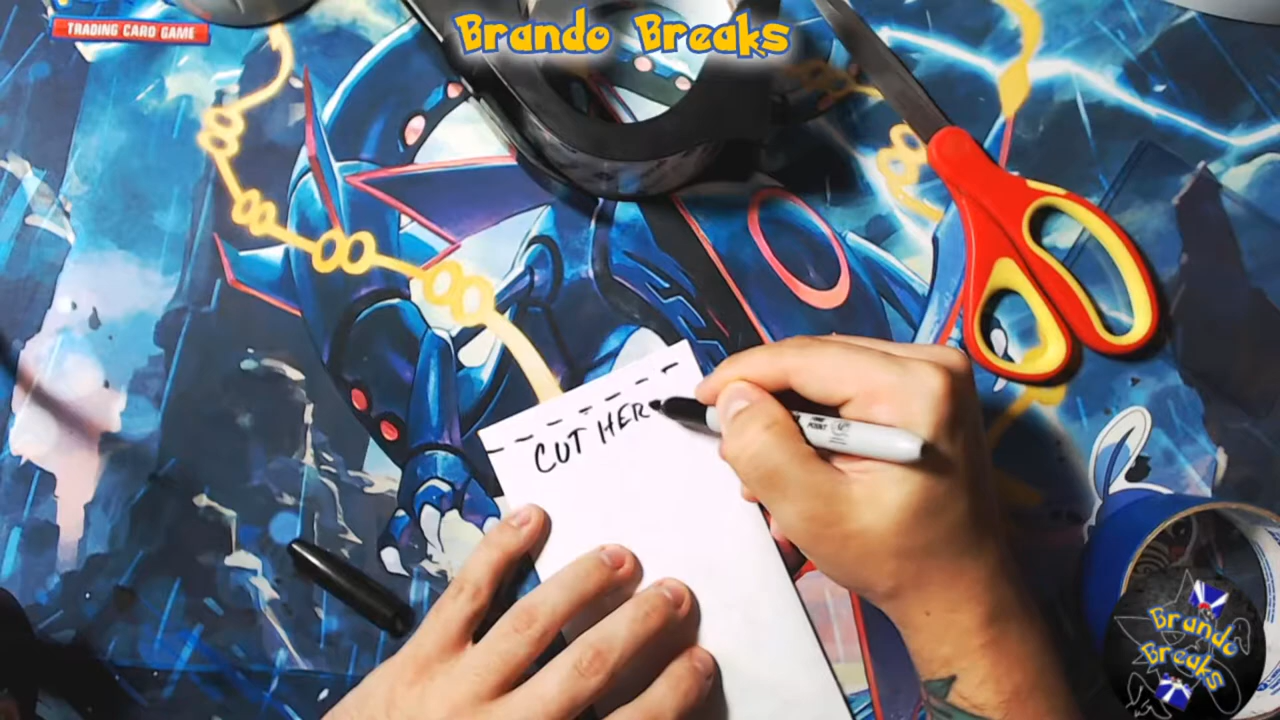 TRADING CARD GAME
Brando Breaks
CUT HER
Brando
Breaks